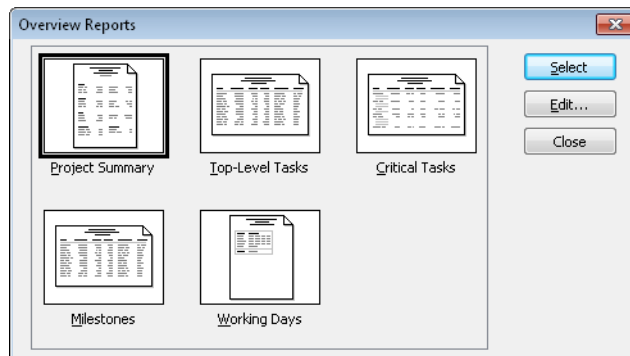 Overview Reports
Select
Edit...
Close
Project Summary
Top-Level Tasks
Critical Tasks
Milestones
Working Days